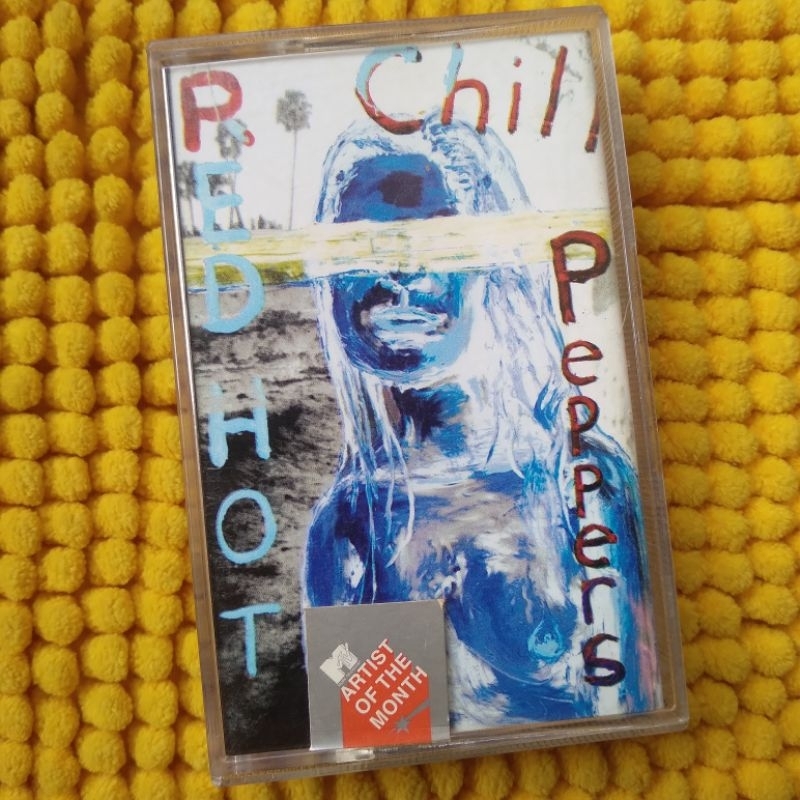 RED HOT
Chili
Peppers
MTV
ARTIST
OF THE
MONTH